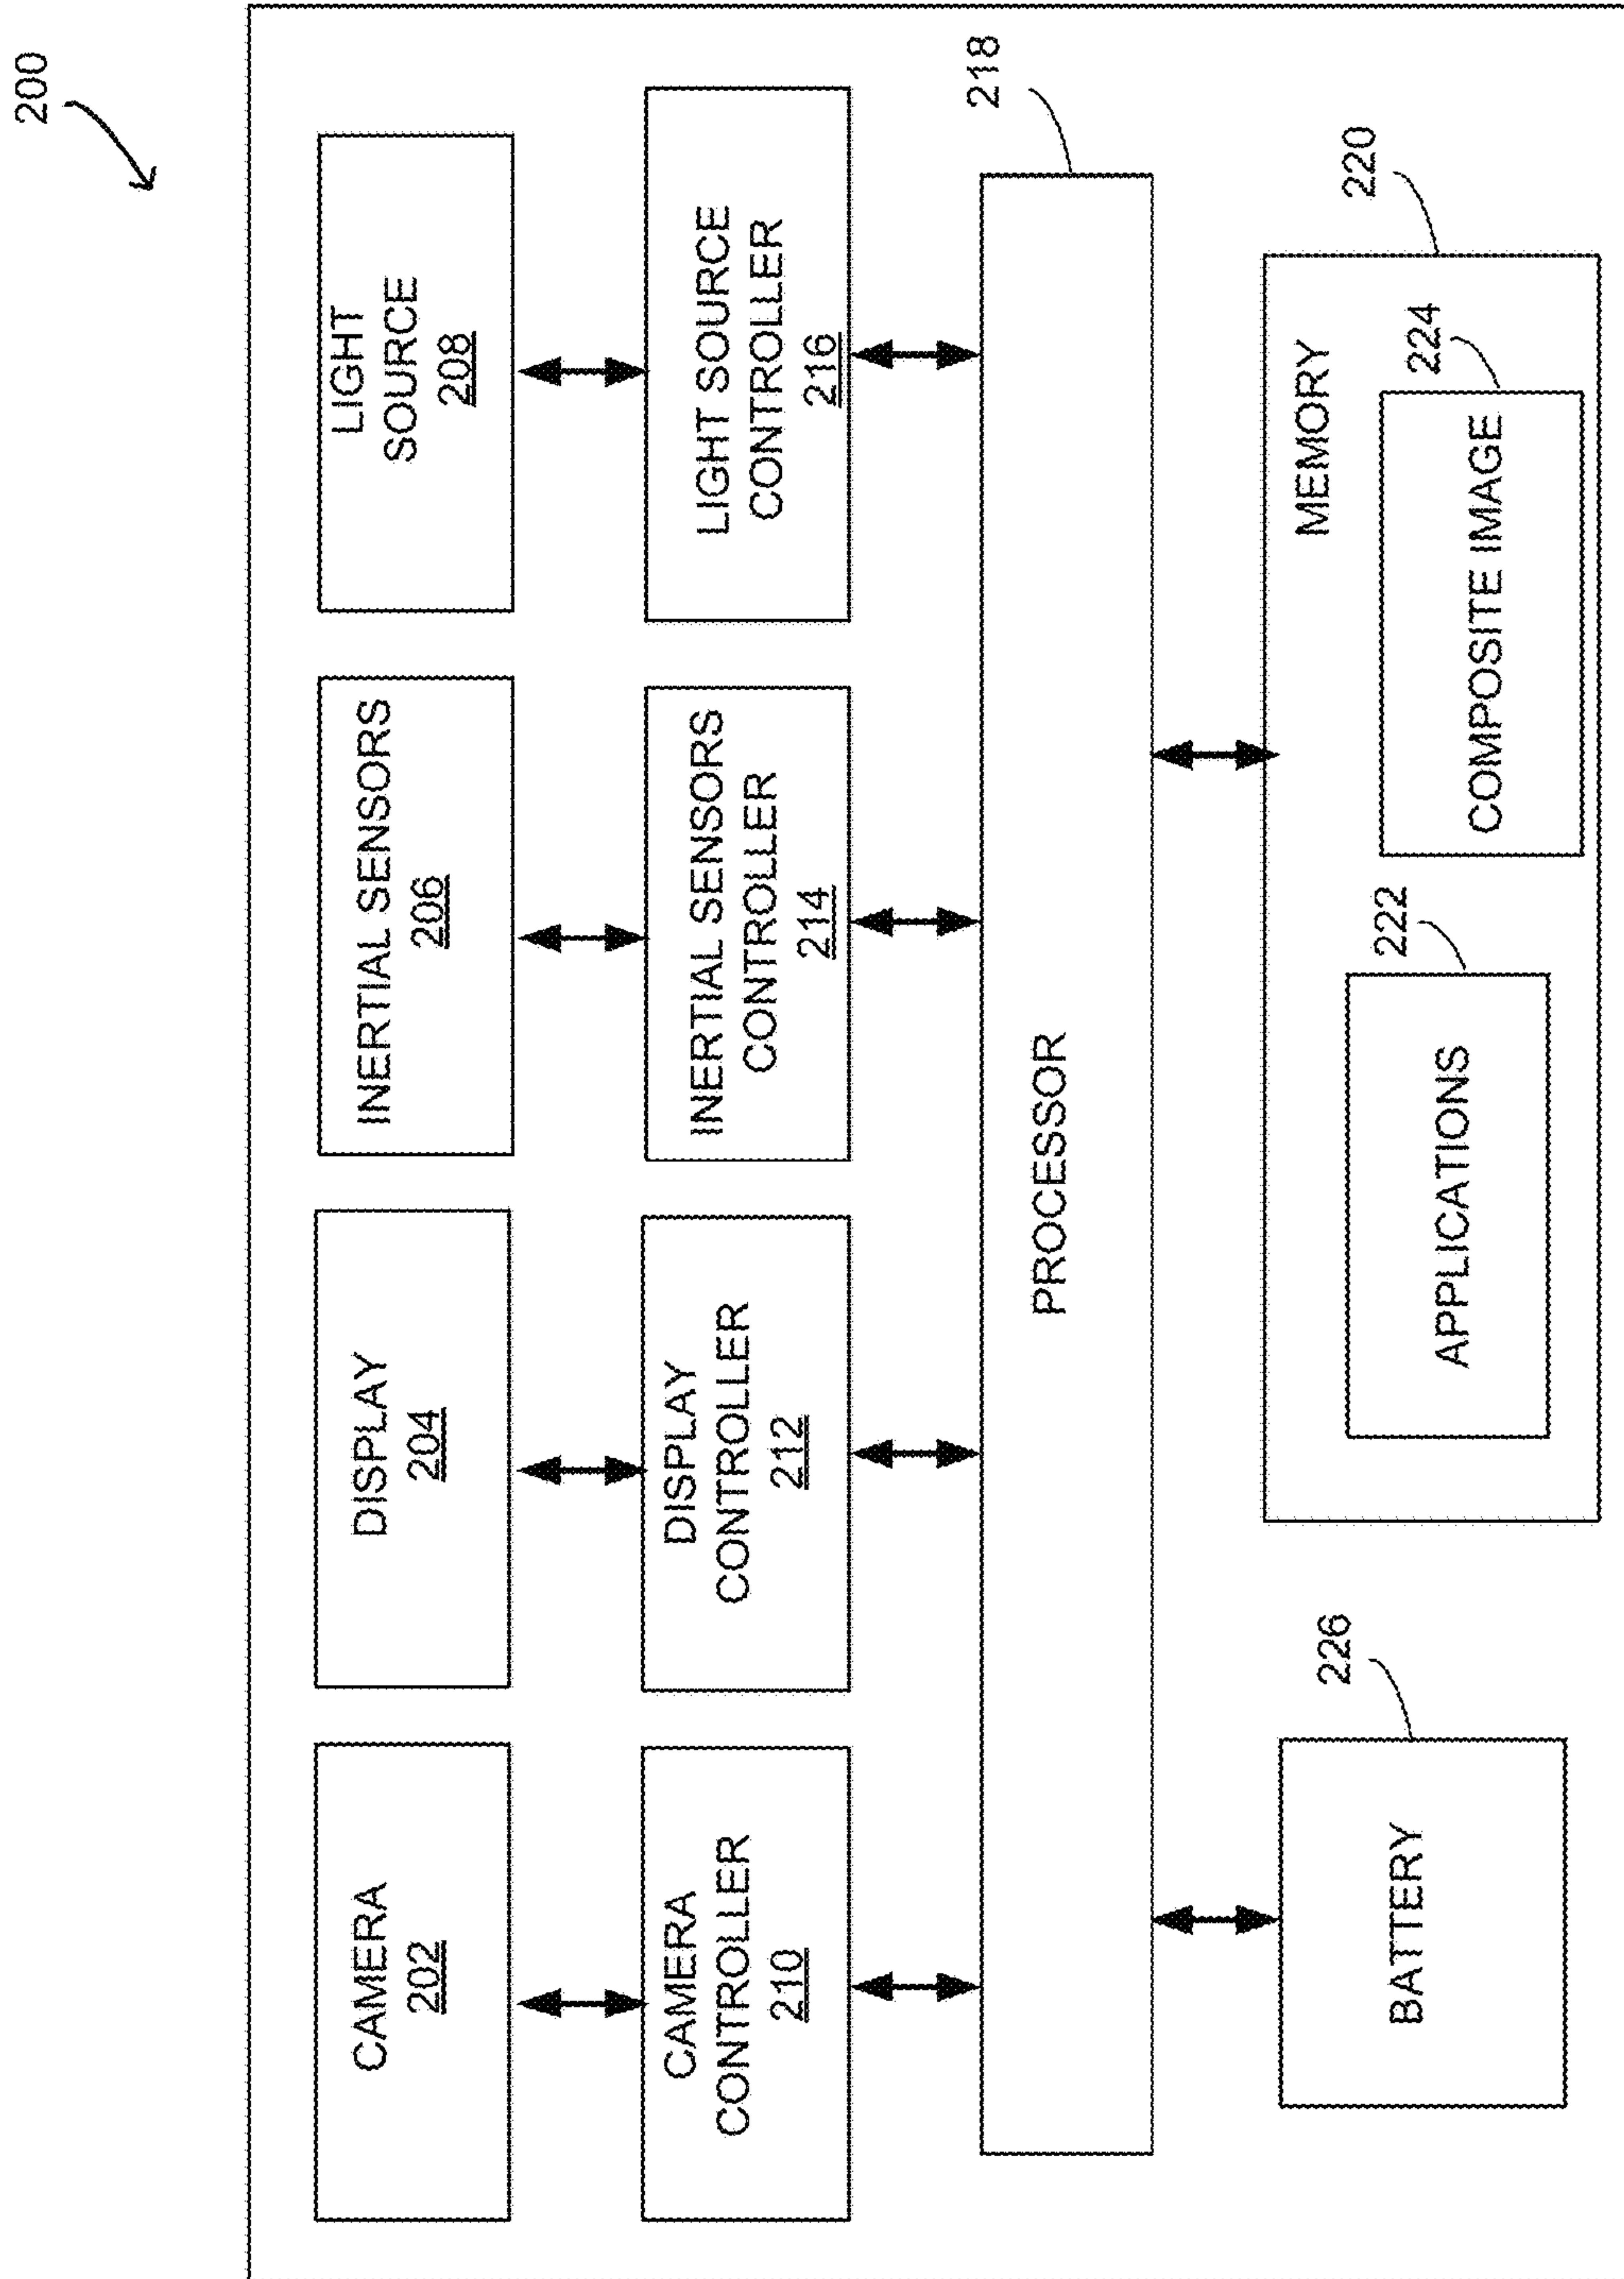 200
CAMERA
202
DISPLAY
204
INERTIAL SENSORS
206
LIGHT
SOURCE
208
CAMERA
CONTROLLER
210
DISPLAY
CONTROLLER
212
INERTIAL SENSORS
CONTROLLER
214
LIGHT SOURCE
CONTROLLER
216
218
PROCESSOR
226
BATTERY
220
MEMORY
222
APPLICATIONS
224
COMPOSITE IMAGE